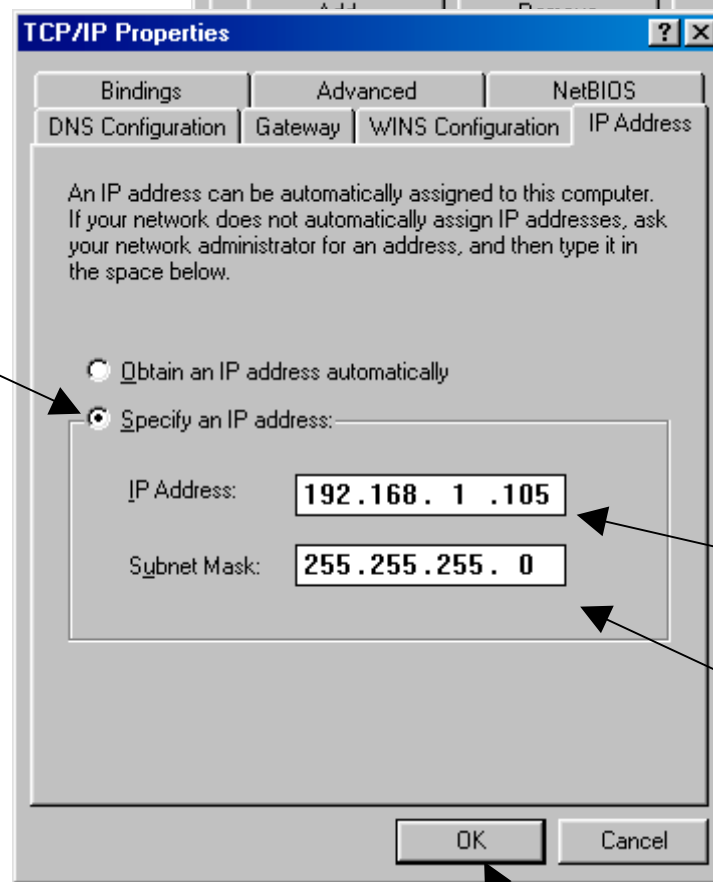 TCP/IP Properties
Bindings
Advanced
NetBIOS
DNS Configuration
Gateway
WINS Configuration
IP Address
An IP address can be automatically assigned to this computer.
If your network does not automatically assign IP addresses, ask
your network administrator for an address, and then type it in
the space below.
Obtain an IP address automatically
Specify an IP address:
IP Address: 192.168. 1 .105
Subnet Mask: 255.255.255. 0
OK
Cancel